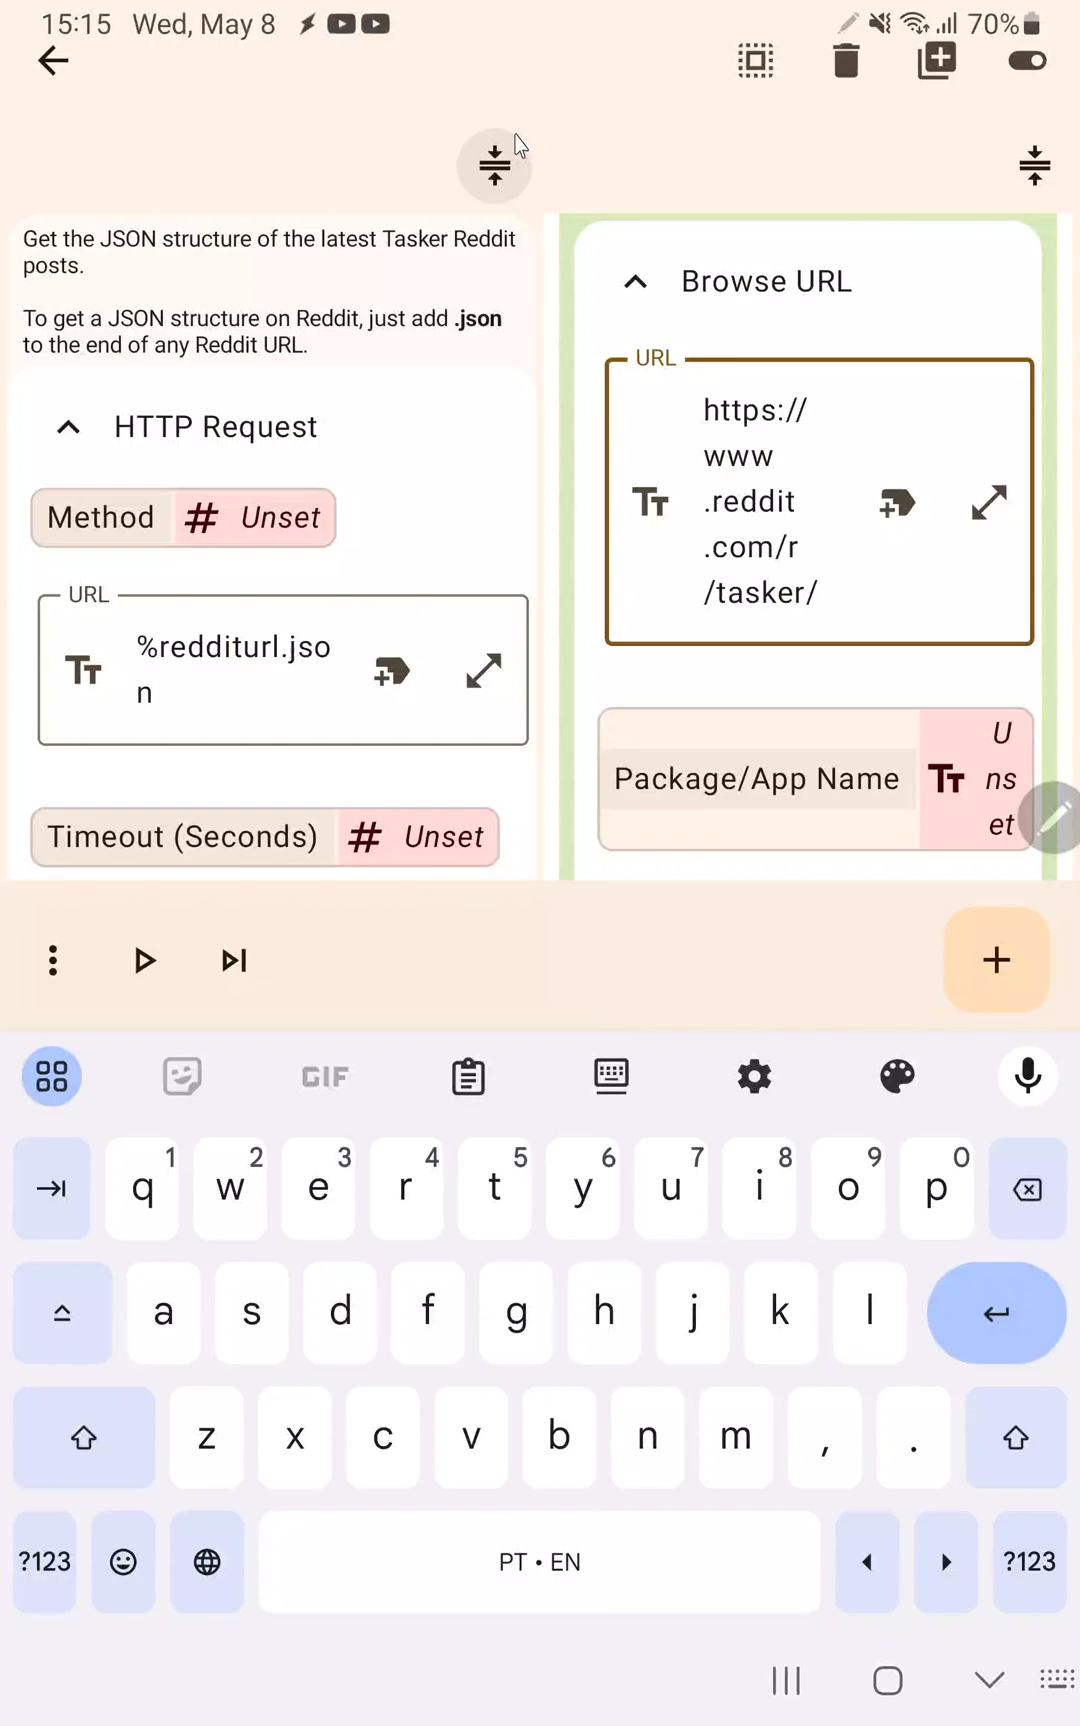 15:15 Wed, May 8
70%
Get the JSON structure of the latest Tasker Reddit
posts.
To get a JSON structure on Reddit, just add .json
to the end of any Reddit URL.
HTTP Request
Method # Unset
URL
Tт %redditurl.jso
n
Timeout (Seconds) # Unset
Browse URL
URL
https://
www
Tт .reddit
.com/r
/tasker/
Package/App Name Tт U
ns
et
GIF
q 1 w 2 e 3 r 4 t 5 y 6 u 7 i 8 o 9 p 0
a s d f g h j k l
z x c v b n m , .
?123 PT • EN ?123